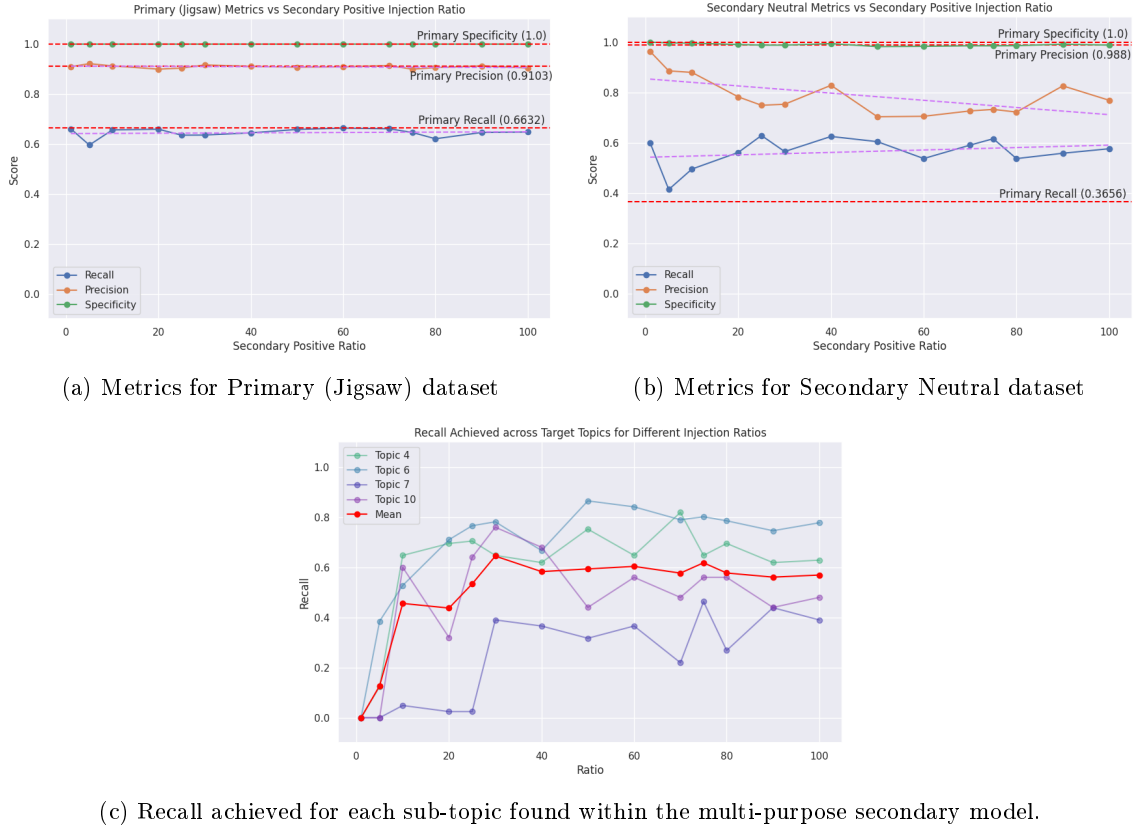 Primary (Jigsaw) Metrics vs Secondary Positive Injection Ratio
1.0
0.8
0.6
0.4
0.2
0.0
Score
Primary Specificity (1.0)
Primary Precision (0.9103)
Primary Recall (0.6632)
Recall
Precision
Specificity
0
20
40
60
80
100
Secondary Positive Ratio
(a) Metrics for Primary (Jigsaw) dataset
Secondary Neutral Metrics vs Secondary Positive Injection Ratio
1.0
0.8
0.6
0.4
0.2
0.0
Score
Primary Specificity (1.0)
Primary Precision (0.988)
Primary Recall (0.3656)
Recall
Precision
Specificity
0
20
40
60
80
100
Secondary Positive Ratio
(b) Metrics for Secondary Neutral dataset
Recall Achieved across Target Topics for Different Injection Ratios
Topic 4
Topic 6
Topic 7
Topic 10
Mean
1.0
0.8
0.6
0.4
0.2
0.0
Recall
0
20
40
60
80
100
Ratio
(c) Recall achieved for each sub-topic found within the multi-purpose secondary model.